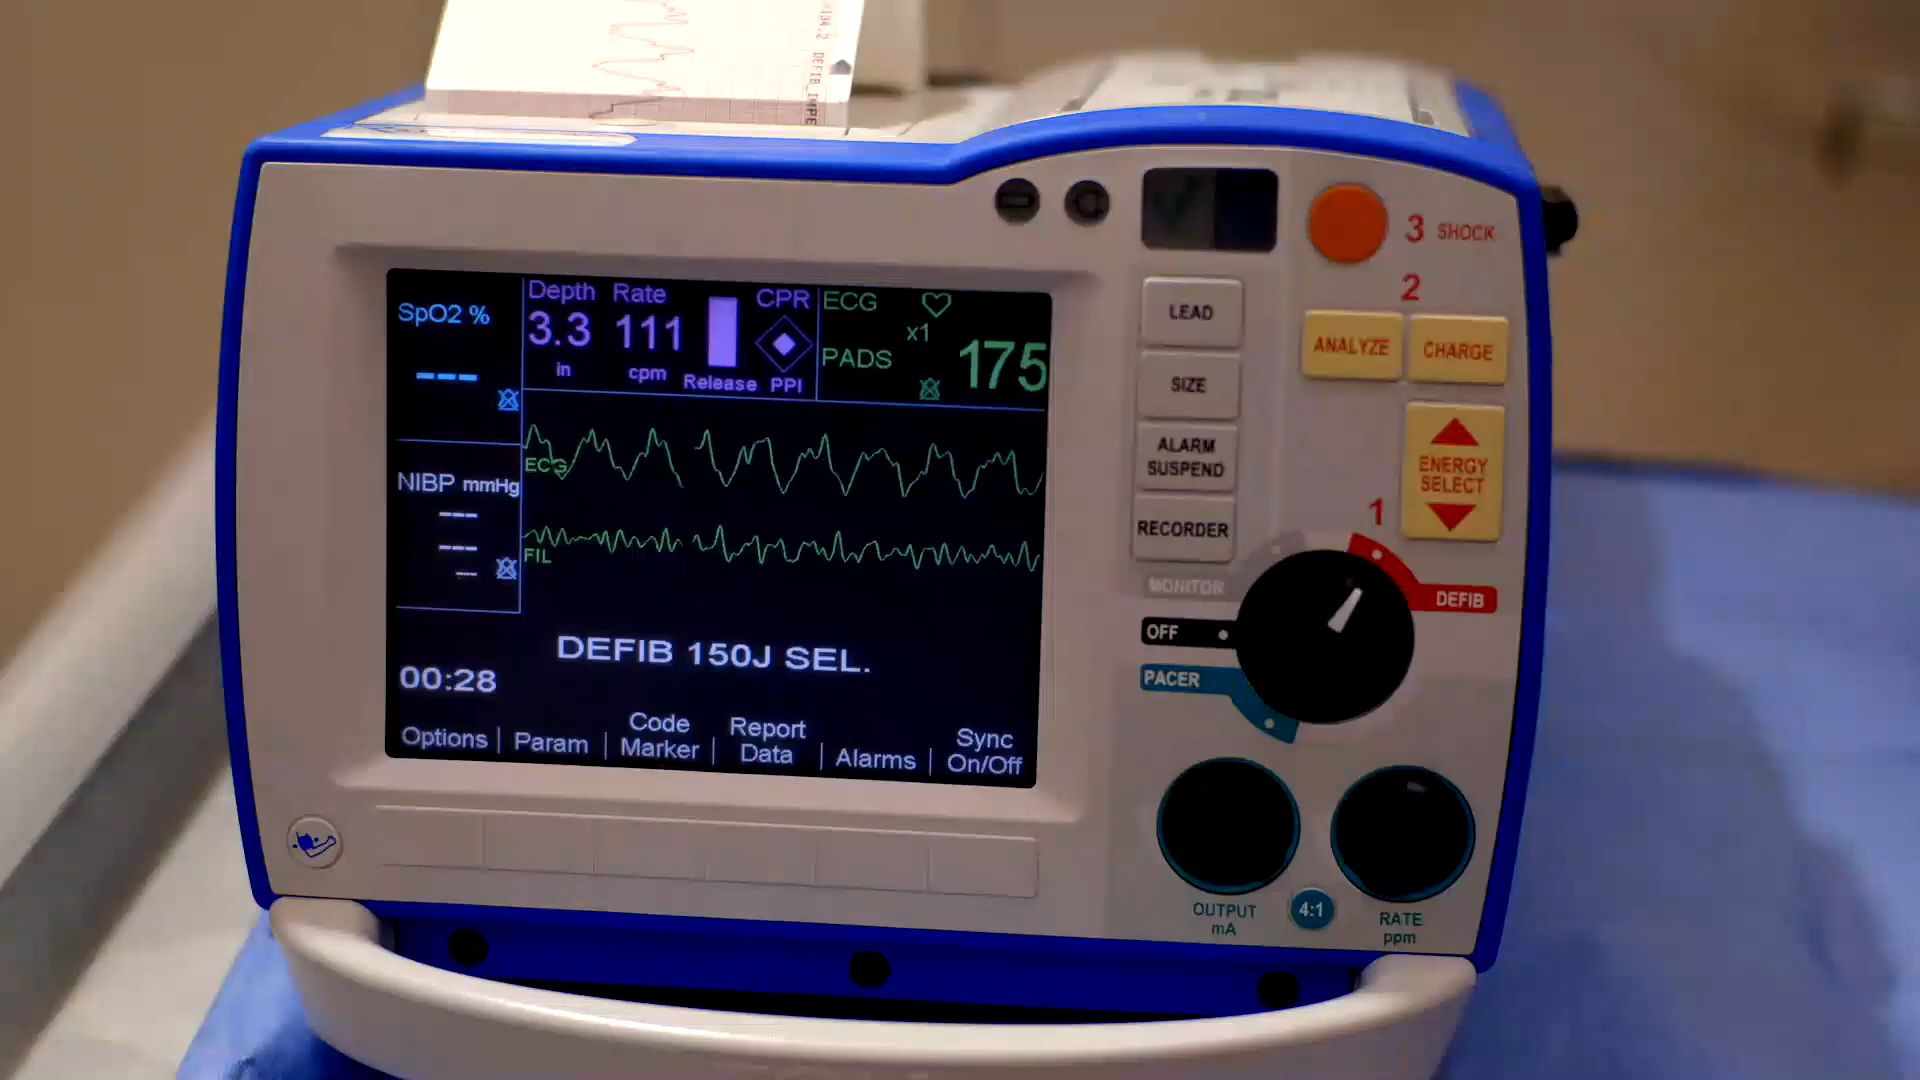 194.2 DEFIB_IMPE
SpO2 %
---
Depth Rate
3.3 111
in cpm
Release
CPR
PPI
ECG
x1
PADS
175
NIBP mmHg
---
---
---
ECG
FIL
DEFIB 150J SEL.
00:28
Options
Param
Code
Marker
Report
Data
Alarms
Sync
On/Off
3 SHOCK
2
ANALYZE
CHARGE
LEAD
SIZE
ALARM
SUSPEND
RECORDER
ENERGY
SELECT
1
MONITOR
DEFIB
OFF
PACER
OUTPUT
mA
4:1
RATE
ppm